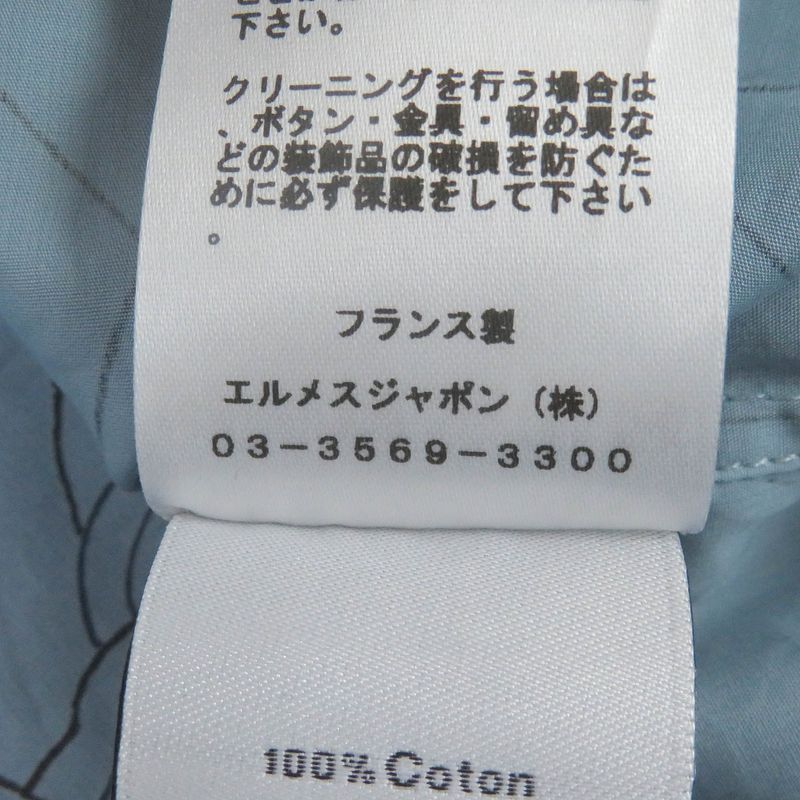 下さい。
クリーニングを行う場合は
、ボタン・金具・留め異な
どの装飾品の破損を防ぐた
めに必ず保護をして下さい
。
フランス製
エルメスジャポン（株）
03-3569-3300
100% Coton